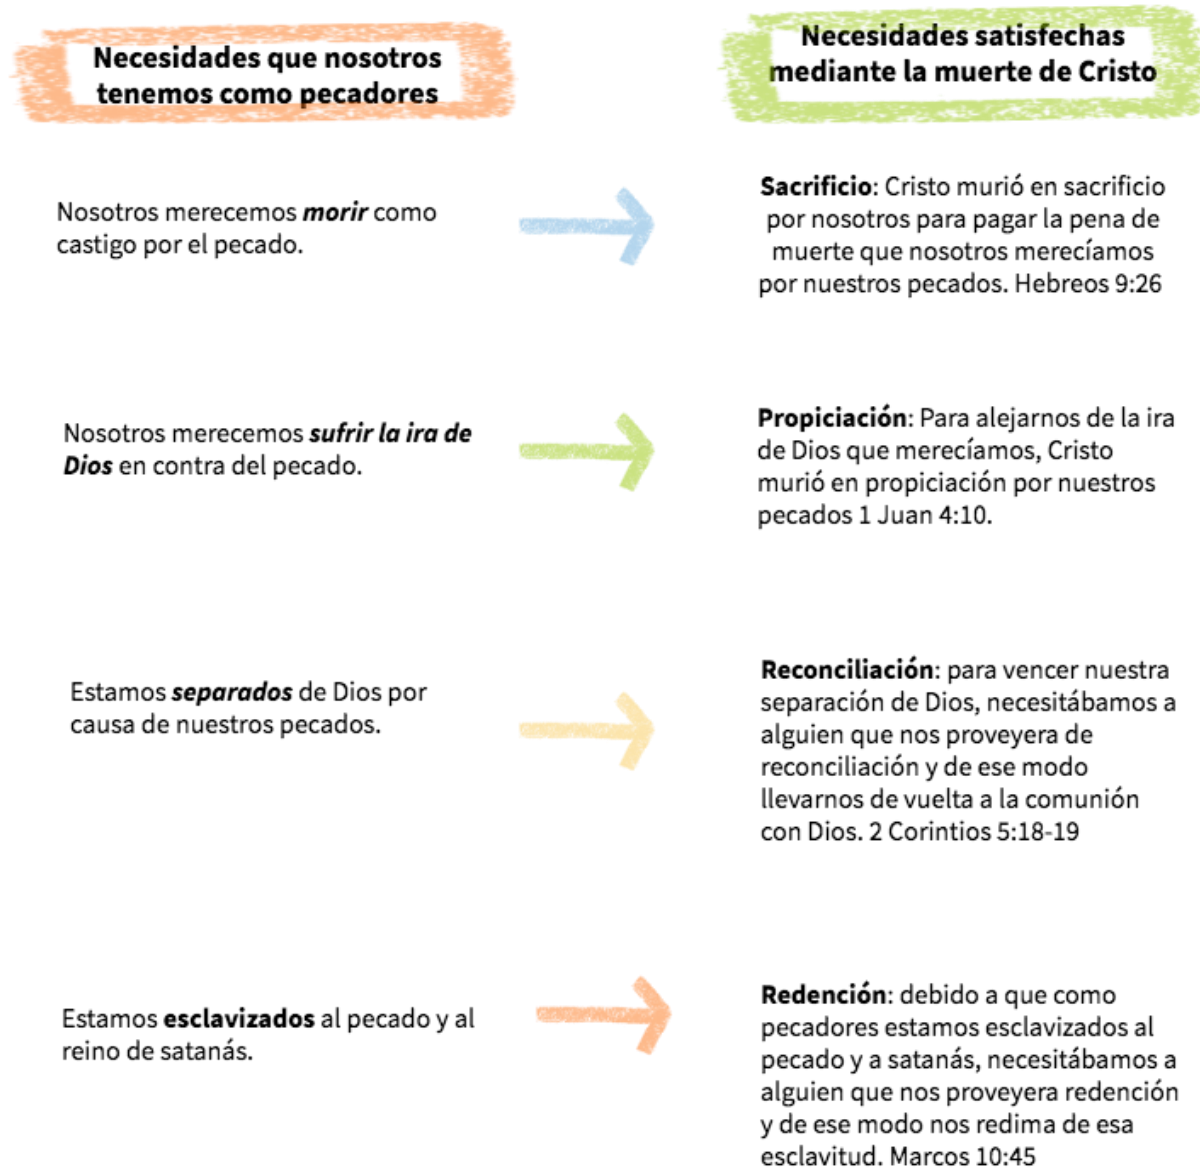 Necesidades que nosotros
tenemos como pecadores
Necesidades satisfechas
mediante la muerte de Cristo
Nosotros merecemos morir como
castigo por el pecado.
Sacrificio: Cristo murió en sacrificio
por nosotros para pagar la pena de
muerte que nosotros merecíamos
por nuestros pecados. Hebreos 9:26
Nosotros merecemos sufrir la ira de
Dios en contra del pecado.
Propiciación: Para alejarnos de la ira
de Dios que merecíamos, Cristo
murió en propiciación por nuestros
pecados 1 Juan 4:10.
Estamos separados de Dios por
causa de nuestros pecados.
Reconciliación: para vencer nuestra
separación de Dios, necesitábamos a
alguien que nos proveyera de
reconciliación y de ese modo
llevarnos de vuelta a la comunión
con Dios. 2 Corintios 5:18-19
Estamos esclavizados al pecado y al
reino de satanás.
Redención: debido a que como
pecadores estamos esclavizados al
pecado y a satanás, necesitábamos a
alguien que nos proveyera redención
y de ese modo nos redima de esa
esclavitud. Marcos 10:45